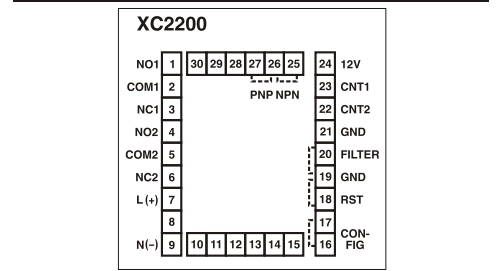 XC2200
NO1 1 30 29 28 27 26 25 24 12V
COM1 2 23 CNT1
PNP NPN
NC1 3 22 CNT2
NO2 4 21 GND
COM2 5 20 FILTER
NC2 6 19 GND
L (+) 7 18 RST
8 17
CON-
N(−) 9 10 11 12 13 14 15 16 FIG